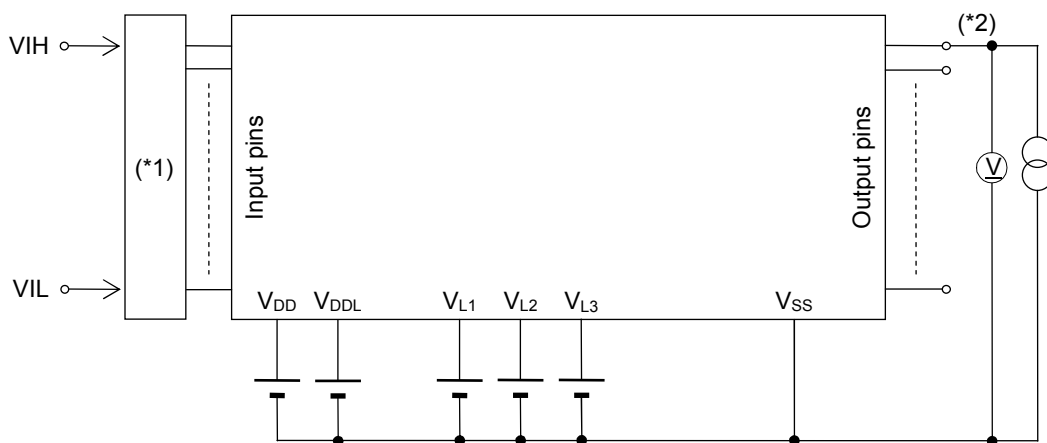 (*2)
VIH
(*1)
Input pins
Output pins
V
VIL
VDD
VDDL
VL1
VL2
VL3
VSS